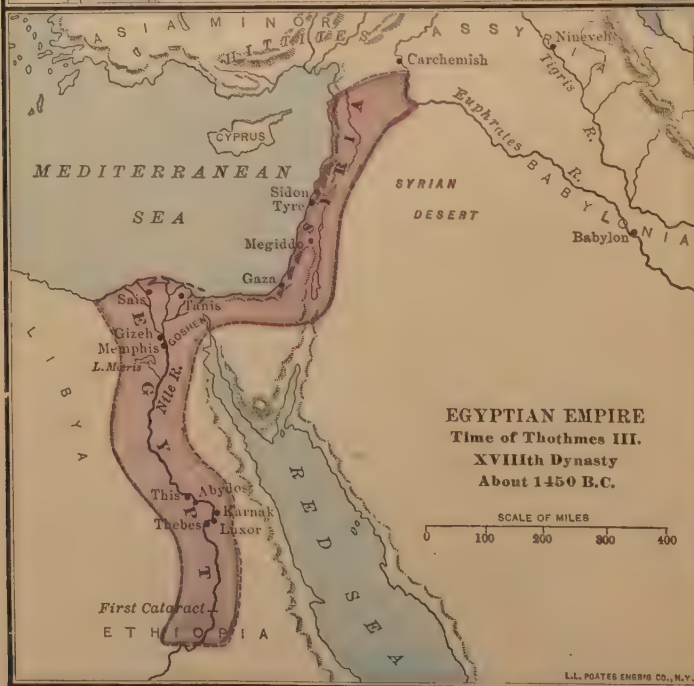 ASIA MINOR
HITTITES
ASSYRIA
Nineveh
Carchemish
Tigris R.
Euphrates R.
CYPRUS
MEDITERRANEAN
SEA
SYRIA
SYRIAN
DESERT
BABYLONIA
Babylon
Sidon
Tyre
Megiddo
Gaza
Sais
Tanis
GOSHEN
Gizeh
Memphis
L. Mœris
Nile R.
LIBYA
EGYPT
EGYPTIAN EMPIRE
Time of Thothmes III.
XVIIIth Dynasty
About 1450 B.C.
SCALE OF MILES
0 100 200 300 400
RED SEA
This
Abydos
Karnak
Thebes
Luxor
First Cataract
ETHIOPIA
L.L. POATES ENGR'G CO., N.Y.